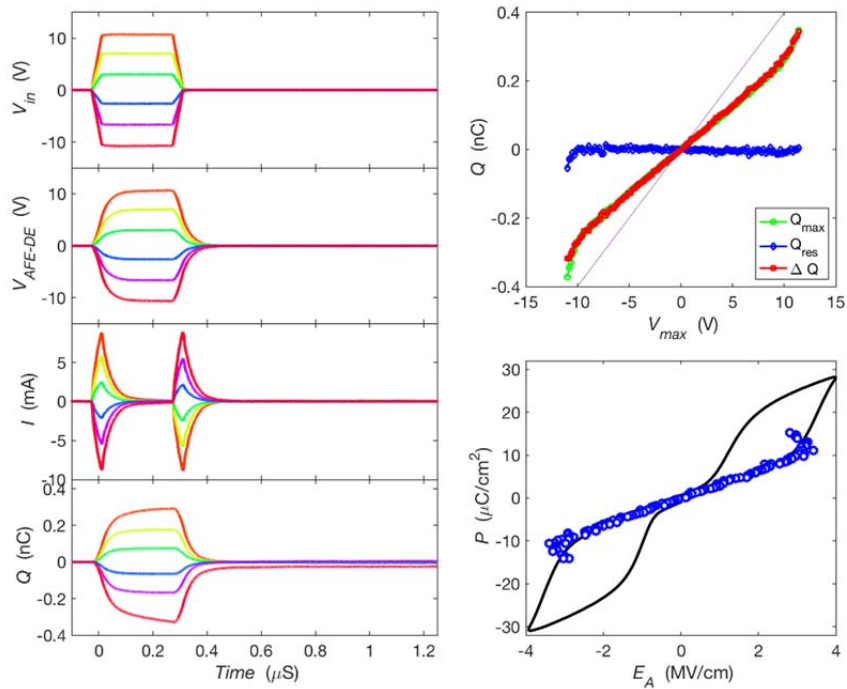 10
0
-10
V_in (V)
10
0
-10
V_AFE-DE (V)
5
0
-5
-10
I (mA)
0.4
0.2
0
-0.2
-0.4
Q (nC)
0 0.2 0.4 0.6 0.8 1 1.2
Time (μS)
0.4
0.2
0
-0.2
-0.4
Q (nC)
Q_max
Q_res
Δ Q
-15 -10 -5 0 5 10 15
V_max (V)
30
20
10
0
-10
-20
-30
P (μC/cm²)
-4 -2 0 2 4
E_A (MV/cm)